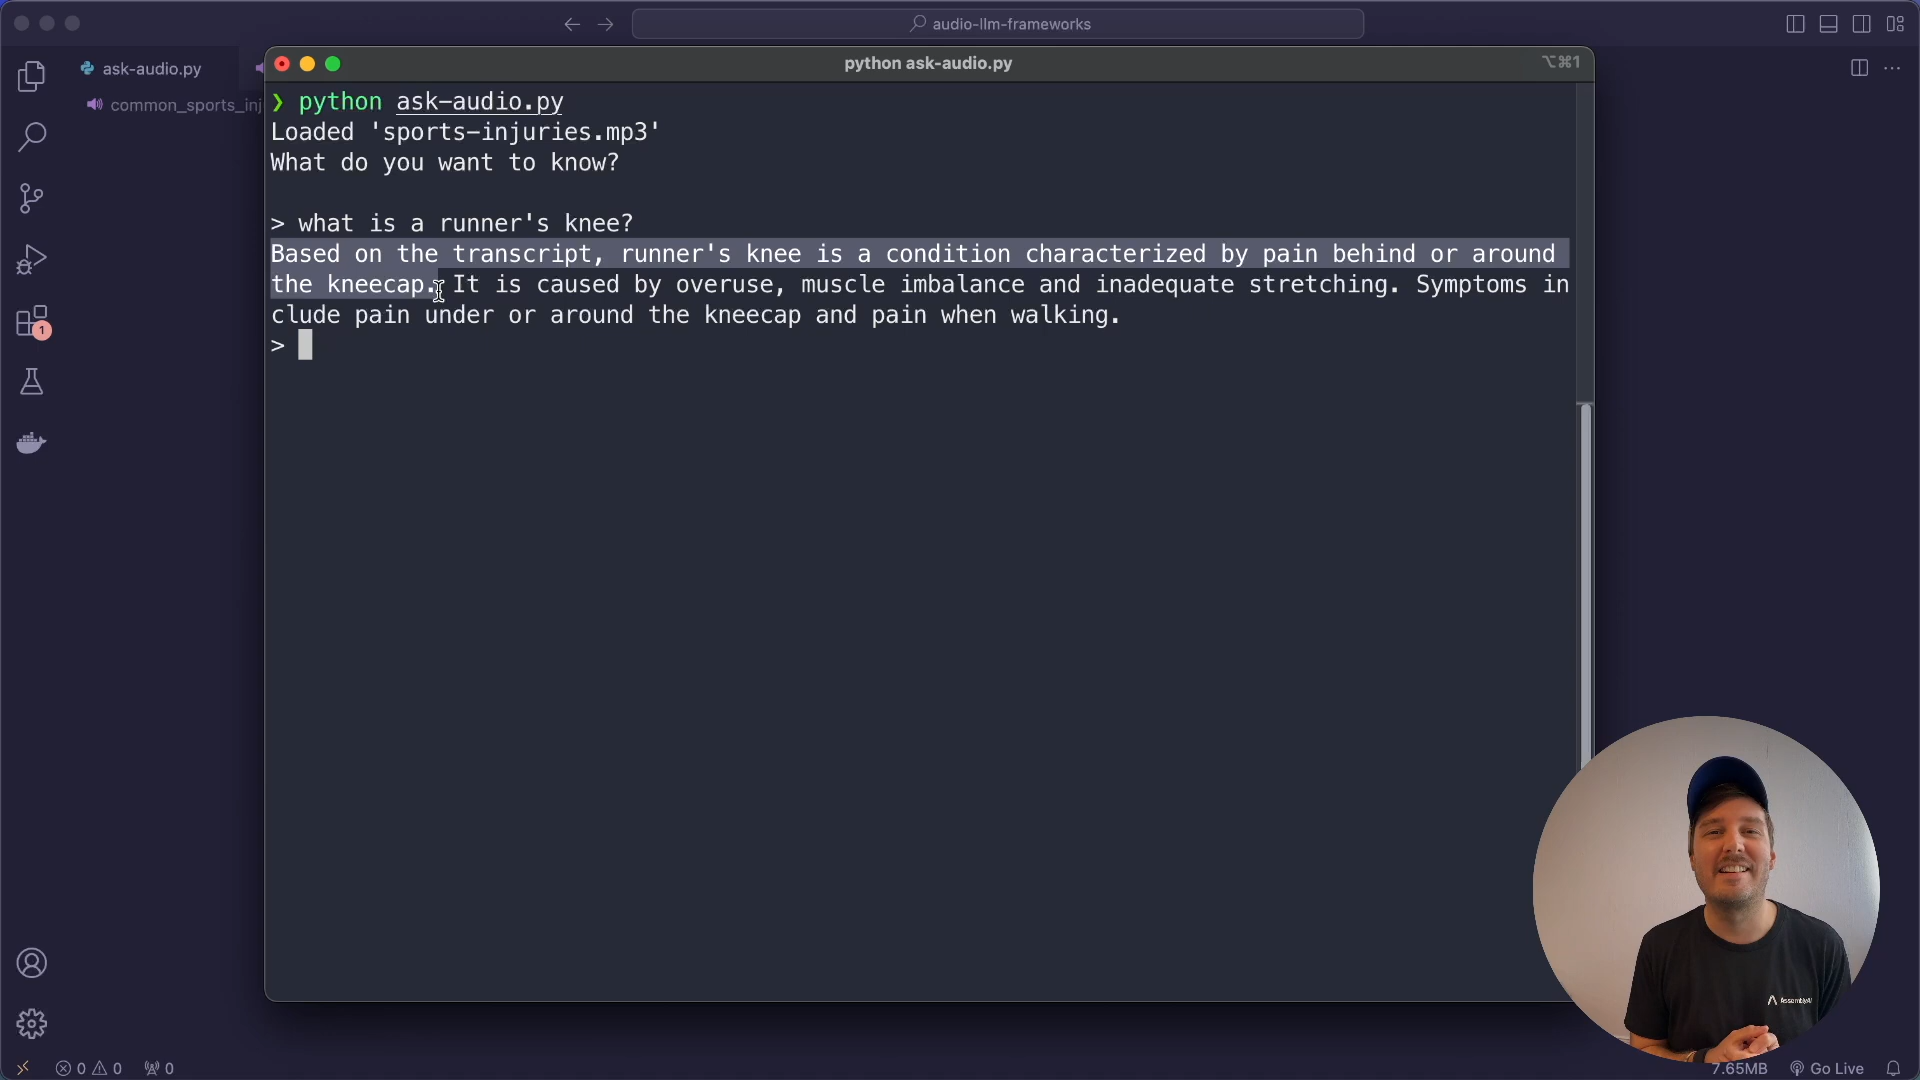 audio-llm-frameworks
ask-audio.py
common_sports_inj
python ask-audio.py
⌥⌘1
❯ python ask-audio.py
Loaded 'sports-injuries.mp3'
What do you want to know?
> what is a runner's knee?
Based on the transcript, runner's knee is a condition characterized by pain behind or around
the kneecap. It is caused by overuse, muscle imbalance and inadequate stretching. Symptoms in
clude pain under or around the kneecap and pain when walking.
>
1
AssemblyAI
0 0 0
7.65MB Go Live